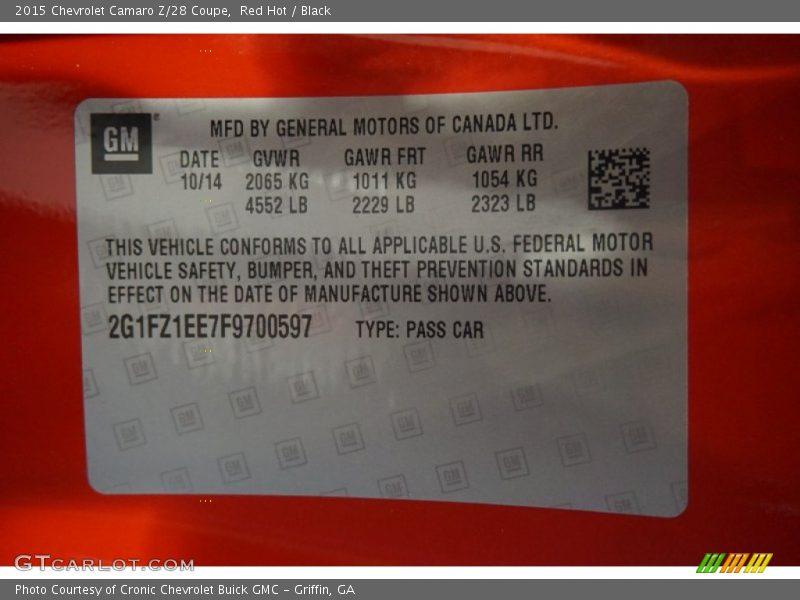 2015 Chevrolet Camaro Z/28 Coupe,  Red Hot / Black
GM
MFD BY GENERAL MOTORS OF CANADA LTD.
DATE GVWR GAWR FRT GAWR RR
10/14 2065 KG 1011 KG 1054 KG
4552 LB 2229 LB 2323 LB
THIS VEHICLE CONFORMS TO ALL APPLICABLE U.S. FEDERAL MOTOR
VEHICLE SAFETY, BUMPER, AND THEFT PREVENTION STANDARDS IN
EFFECT ON THE DATE OF MANUFACTURE SHOWN ABOVE.
2G1FZ1EE7F9700597 TYPE: PASS CAR
GTCARLOT.COM
Photo Courtesy of Cronic Chevrolet Buick GMC - Griffin, GA